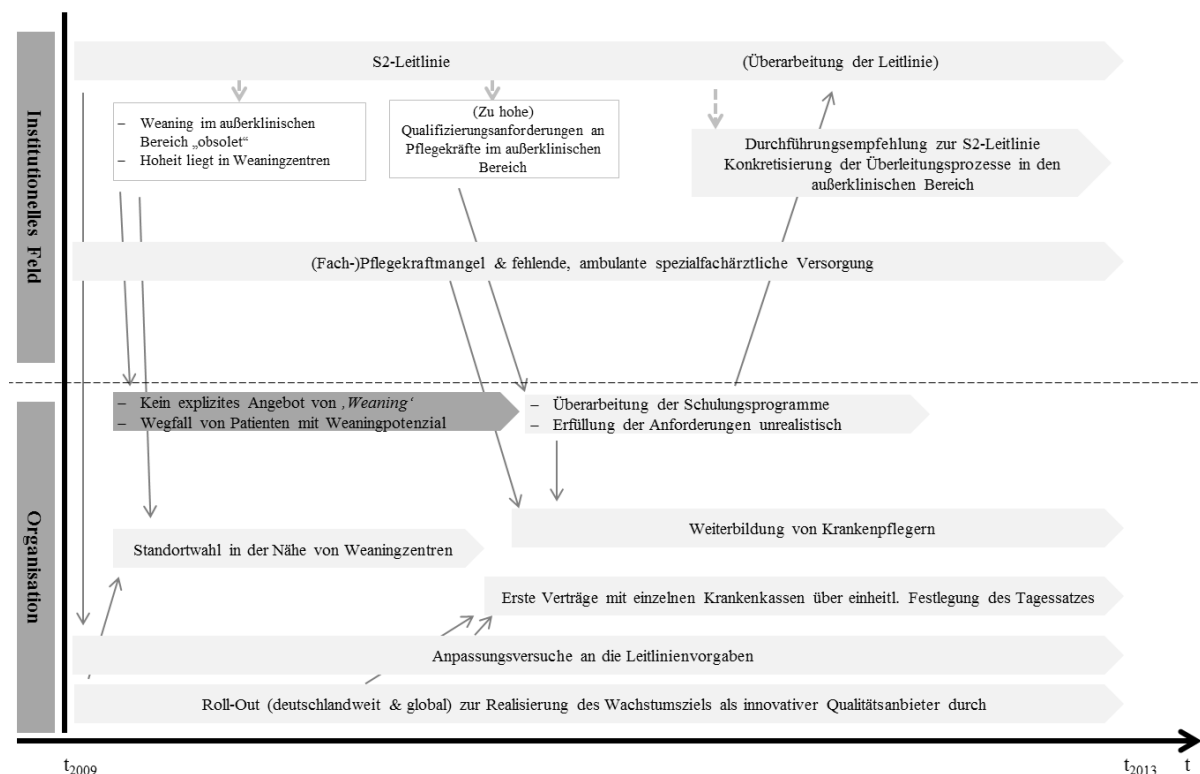 Institutionelles Feld
S2-Leitlinie
(Überarbeitung der Leitlinie)
– Weaning im außerklinischen
Bereich „obsolet“
– Hoheit liegt in Weaningzentren
(Zu hohe)
Qualifizierungsanforderungen an
Pflegekräfte im außerklinischen
Bereich
Durchführungsempfehlung zur S2-Leitlinie
Konkretisierung der Überleitungsprozesse in den
außerklinischen Bereich
(Fach-)Pflegekraftmangel & fehlende, ambulante spezialfachärztliche Versorgung
Organisation
– Kein explizites Angebot von ‚Weaning‘
– Wegfall von Patienten mit Weaningpotenzial
– Überarbeitung der Schulungsprogramme
– Erfüllung der Anforderungen unrealistisch
Weiterbildung von Krankenpflegern
Standortwahl in der Nähe von Weaningzentren
Erste Verträge mit einzelnen Krankenkassen über einheitl. Festlegung des Tagessatzes
Anpassungsversuche an die Leitlinienvorgaben
Roll-Out (deutschlandweit & global) zur Realisierung des Wachstumsziels als innovativer Qualitätsanbieter durch
t2009
t2013
t